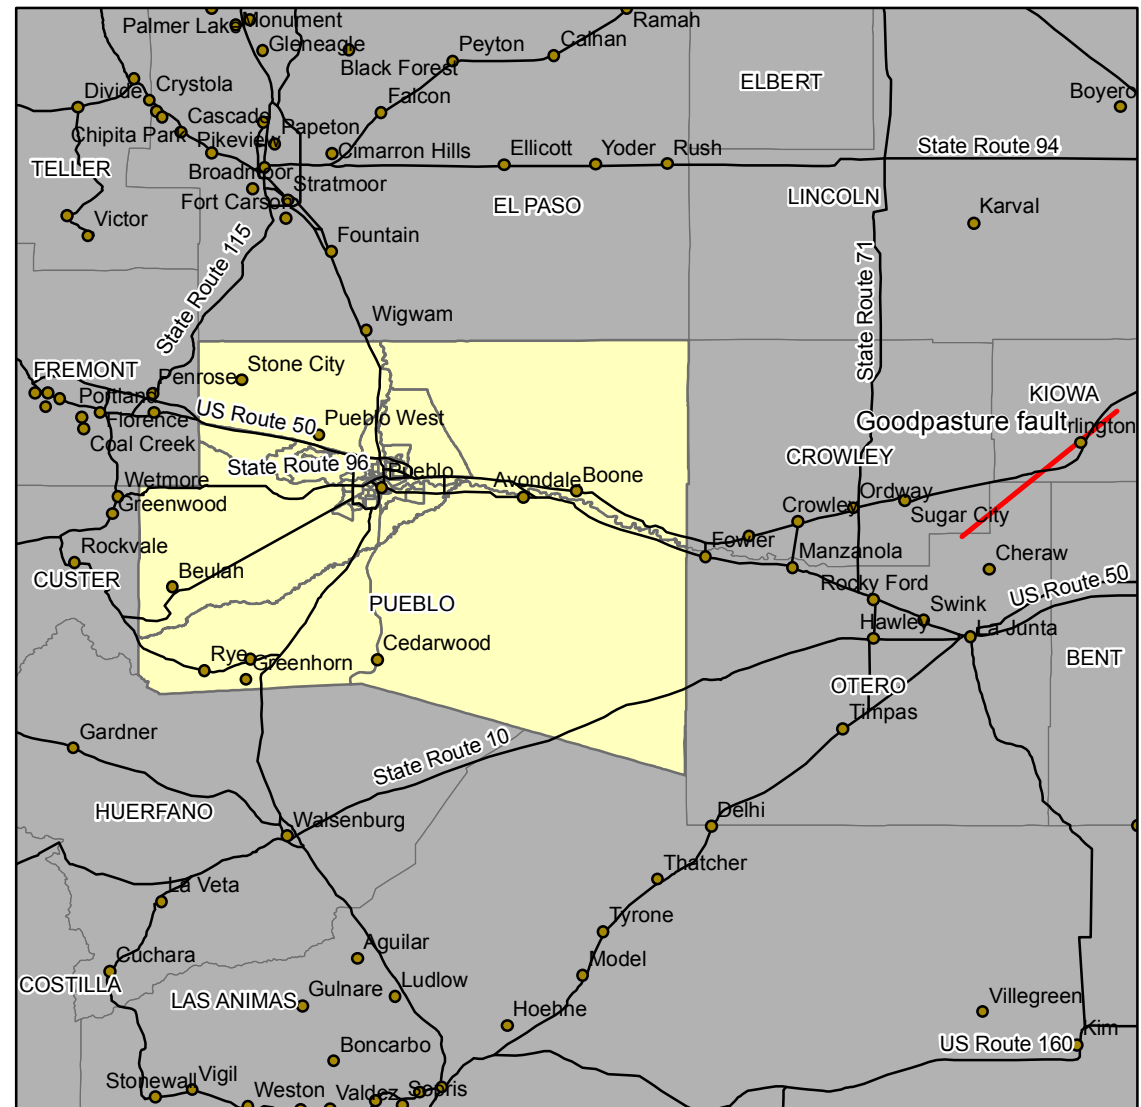 Ramah
Palmer Lake
Monument
Gleneagle
Black Forest
Peyton
Calhan
ELBERT
Divide
Crystola
Falcon
Boyero
Cascade
Chipita Park
Pikeview
Papeton
Cimarron Hills
Ellicott
Yoder
Rush
State Route 94
TELLER
Broadmoor
Stratmoor
Fort Carson
EL PASO
LINCOLN
Karval
Victor
State Route 115
Fountain
State Route 71
Wigwam
FREMONT
Penrose
Stone City
KIOWA
Portland
US Route 50
Pueblo West
Goodpasture fault
rlington
Florence
Coal Creek
State Route 96
Pueblo
CROWLEY
Wetmore
Avondale
Boone
Ordway
Greenwood
Crowley
Sugar City
Rockvale
Fowler
Manzanola
Cheraw
CUSTER
Beulah
Rocky Ford
US Route 50
PUEBLO
Swink
Hawley
La Junta
Rye
Greenhorn
Cedarwood
BENT
OTERO
Timpas
Gardner
State Route 10
HUERFANO
Walsenburg
Delhi
Thatcher
La Veta
Tyrone
Cuchara
Aguilar
Model
COSTILLA
LAS ANIMAS
Gulnare
Ludlow
Villegreen
Hoehne
Kim
Boncarbo
US Route 160
Stonewall
Vigil
Weston
Valdez
Sopris